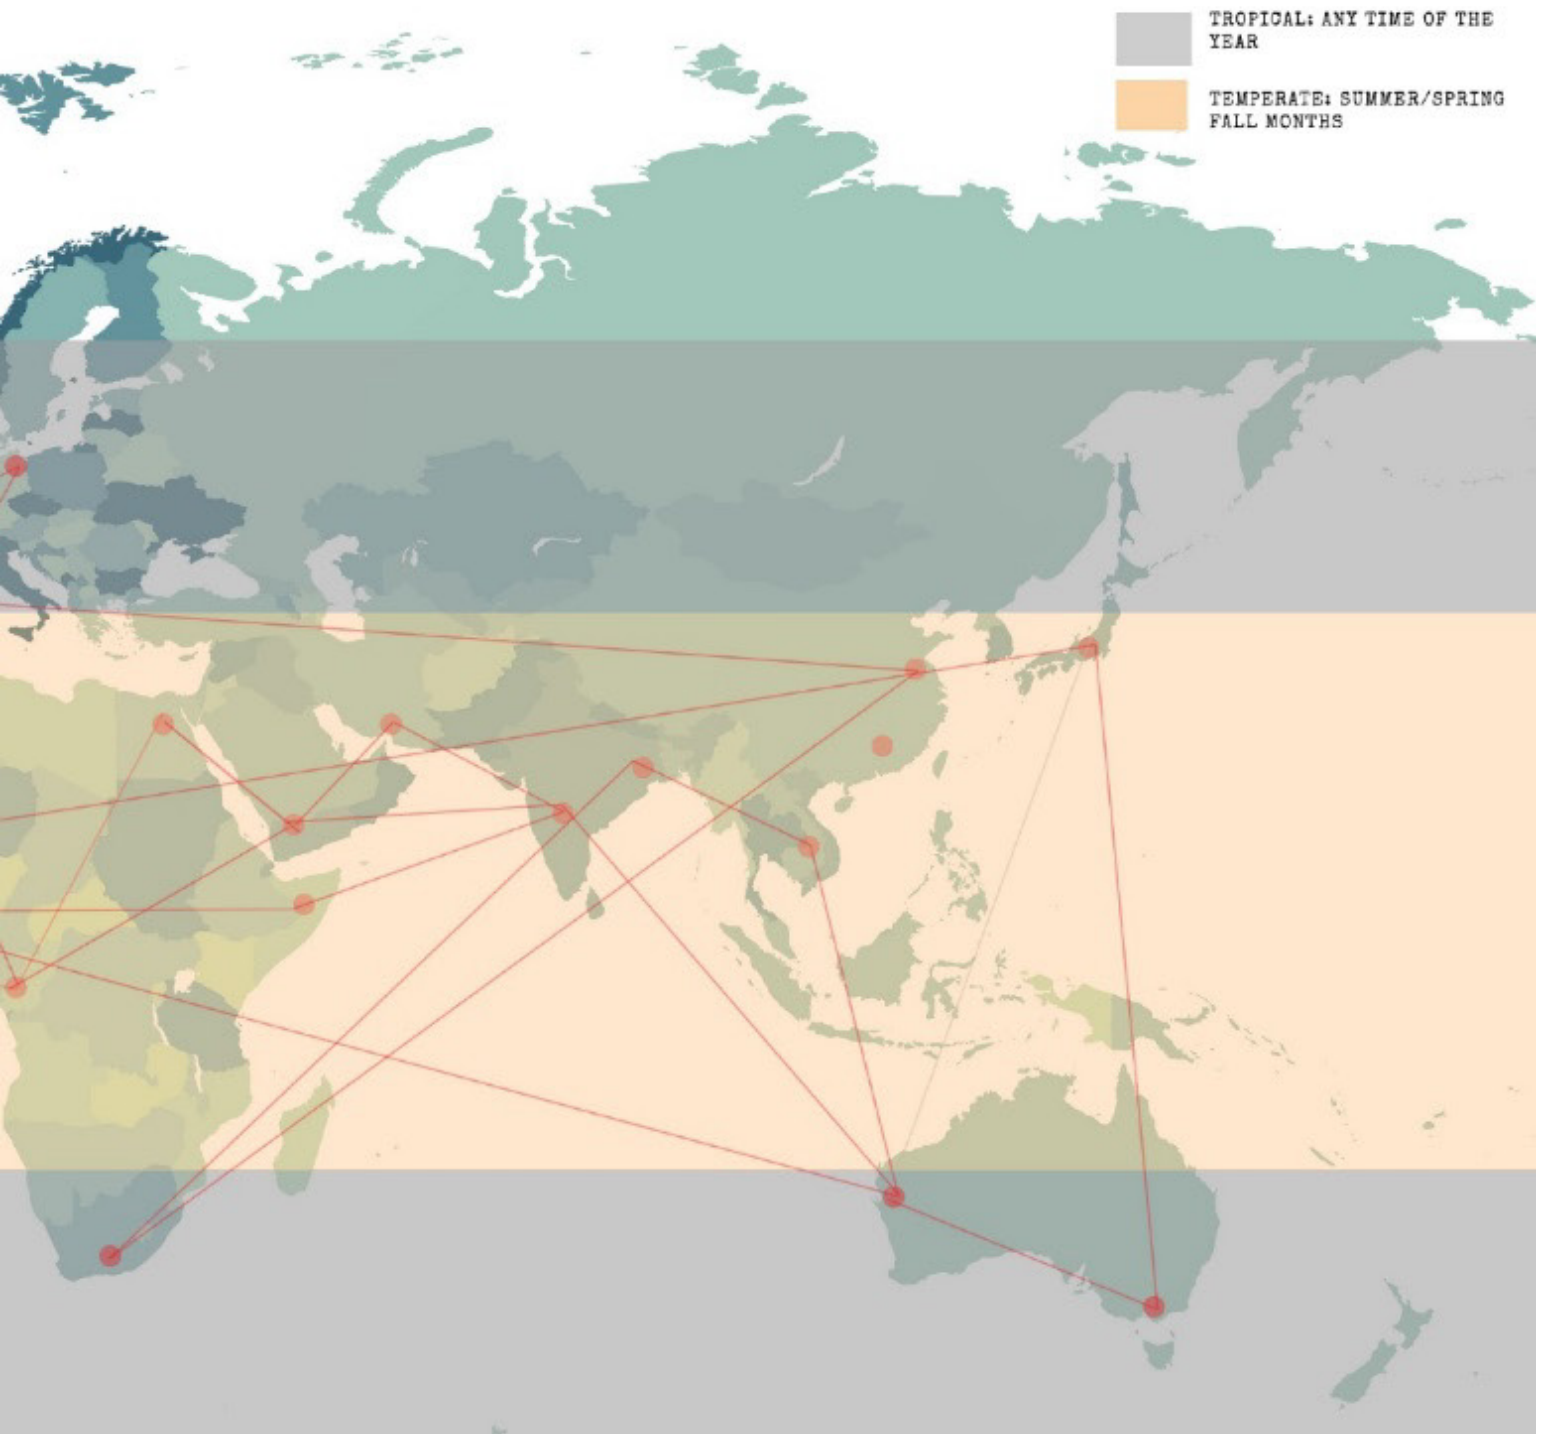 TROPICAL: ANY TIME OF THE
YEAR
TEMPERATE: SUMMER/SPRING
FALL MONTHS